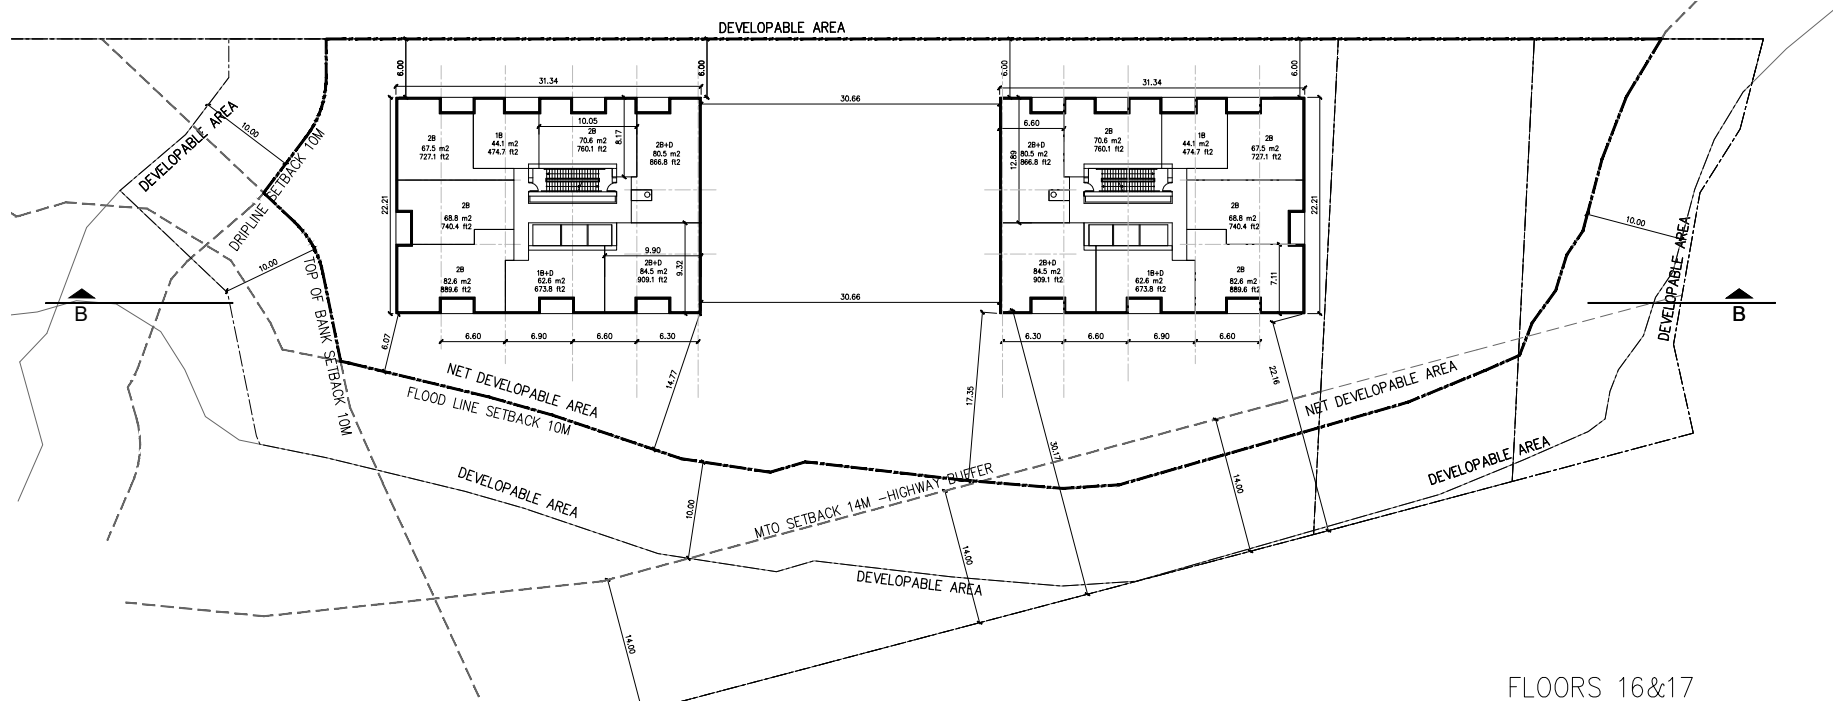 DEVELOPABLE AREA
6.00
6.00
6.00
6.00
31.34
31.34
30.66
10.00
DEVELOPABLE AREA
DRIPLINE SETBACK 10M
10.05
8.17
2B
67.5 m2
727.1 ft2
1B
44.1 m2
474.7 ft2
2B
70.6 m2
760.1 ft2
2B+D
80.5 m2
866.8 ft2
22.21
2B
68.8 m2
740.4 ft2
9.90
9.32
2B
82.6 m2
889.6 ft2
1B+D
62.6 m2
673.8 ft2
2B+D
84.5 m2
909.1 ft2
6.60
12.89
2B+D
80.5 m2
866.8 ft2
2B
70.6 m2
760.1 ft2
1B
44.1 m2
474.7 ft2
2B
67.5 m2
727.1 ft2
22.21
2B
68.8 m2
740.4 ft2
7.11
2B+D
84.5 m2
909.1 ft2
1B+D
62.6 m2
673.8 ft2
2B
82.6 m2
889.6 ft2
10.00
DEVELOPABLE AREA
10.00
TOP OF BANK SETBACK 10M
30.66
B
B
6.07
6.60
6.90
6.60
6.30
14.77
6.30
6.60
6.90
6.60
17.35
30.17
22.16
NET DEVELOPABLE AREA
FLOOD LINE SETBACK 10M
NET DEVELOPABLE AREA
DEVELOPABLE AREA
10.00
MTO SETBACK 14M -HIGHWAY BUFFER
14.00
14.00
DEVELOPABLE AREA
DEVELOPABLE AREA
14.00
FLOORS 16&17